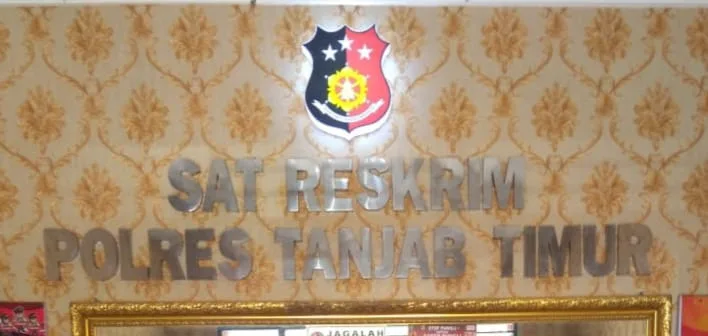 SAT RESKRIM
POLRES TANJAB TIMUR
JAGALAH